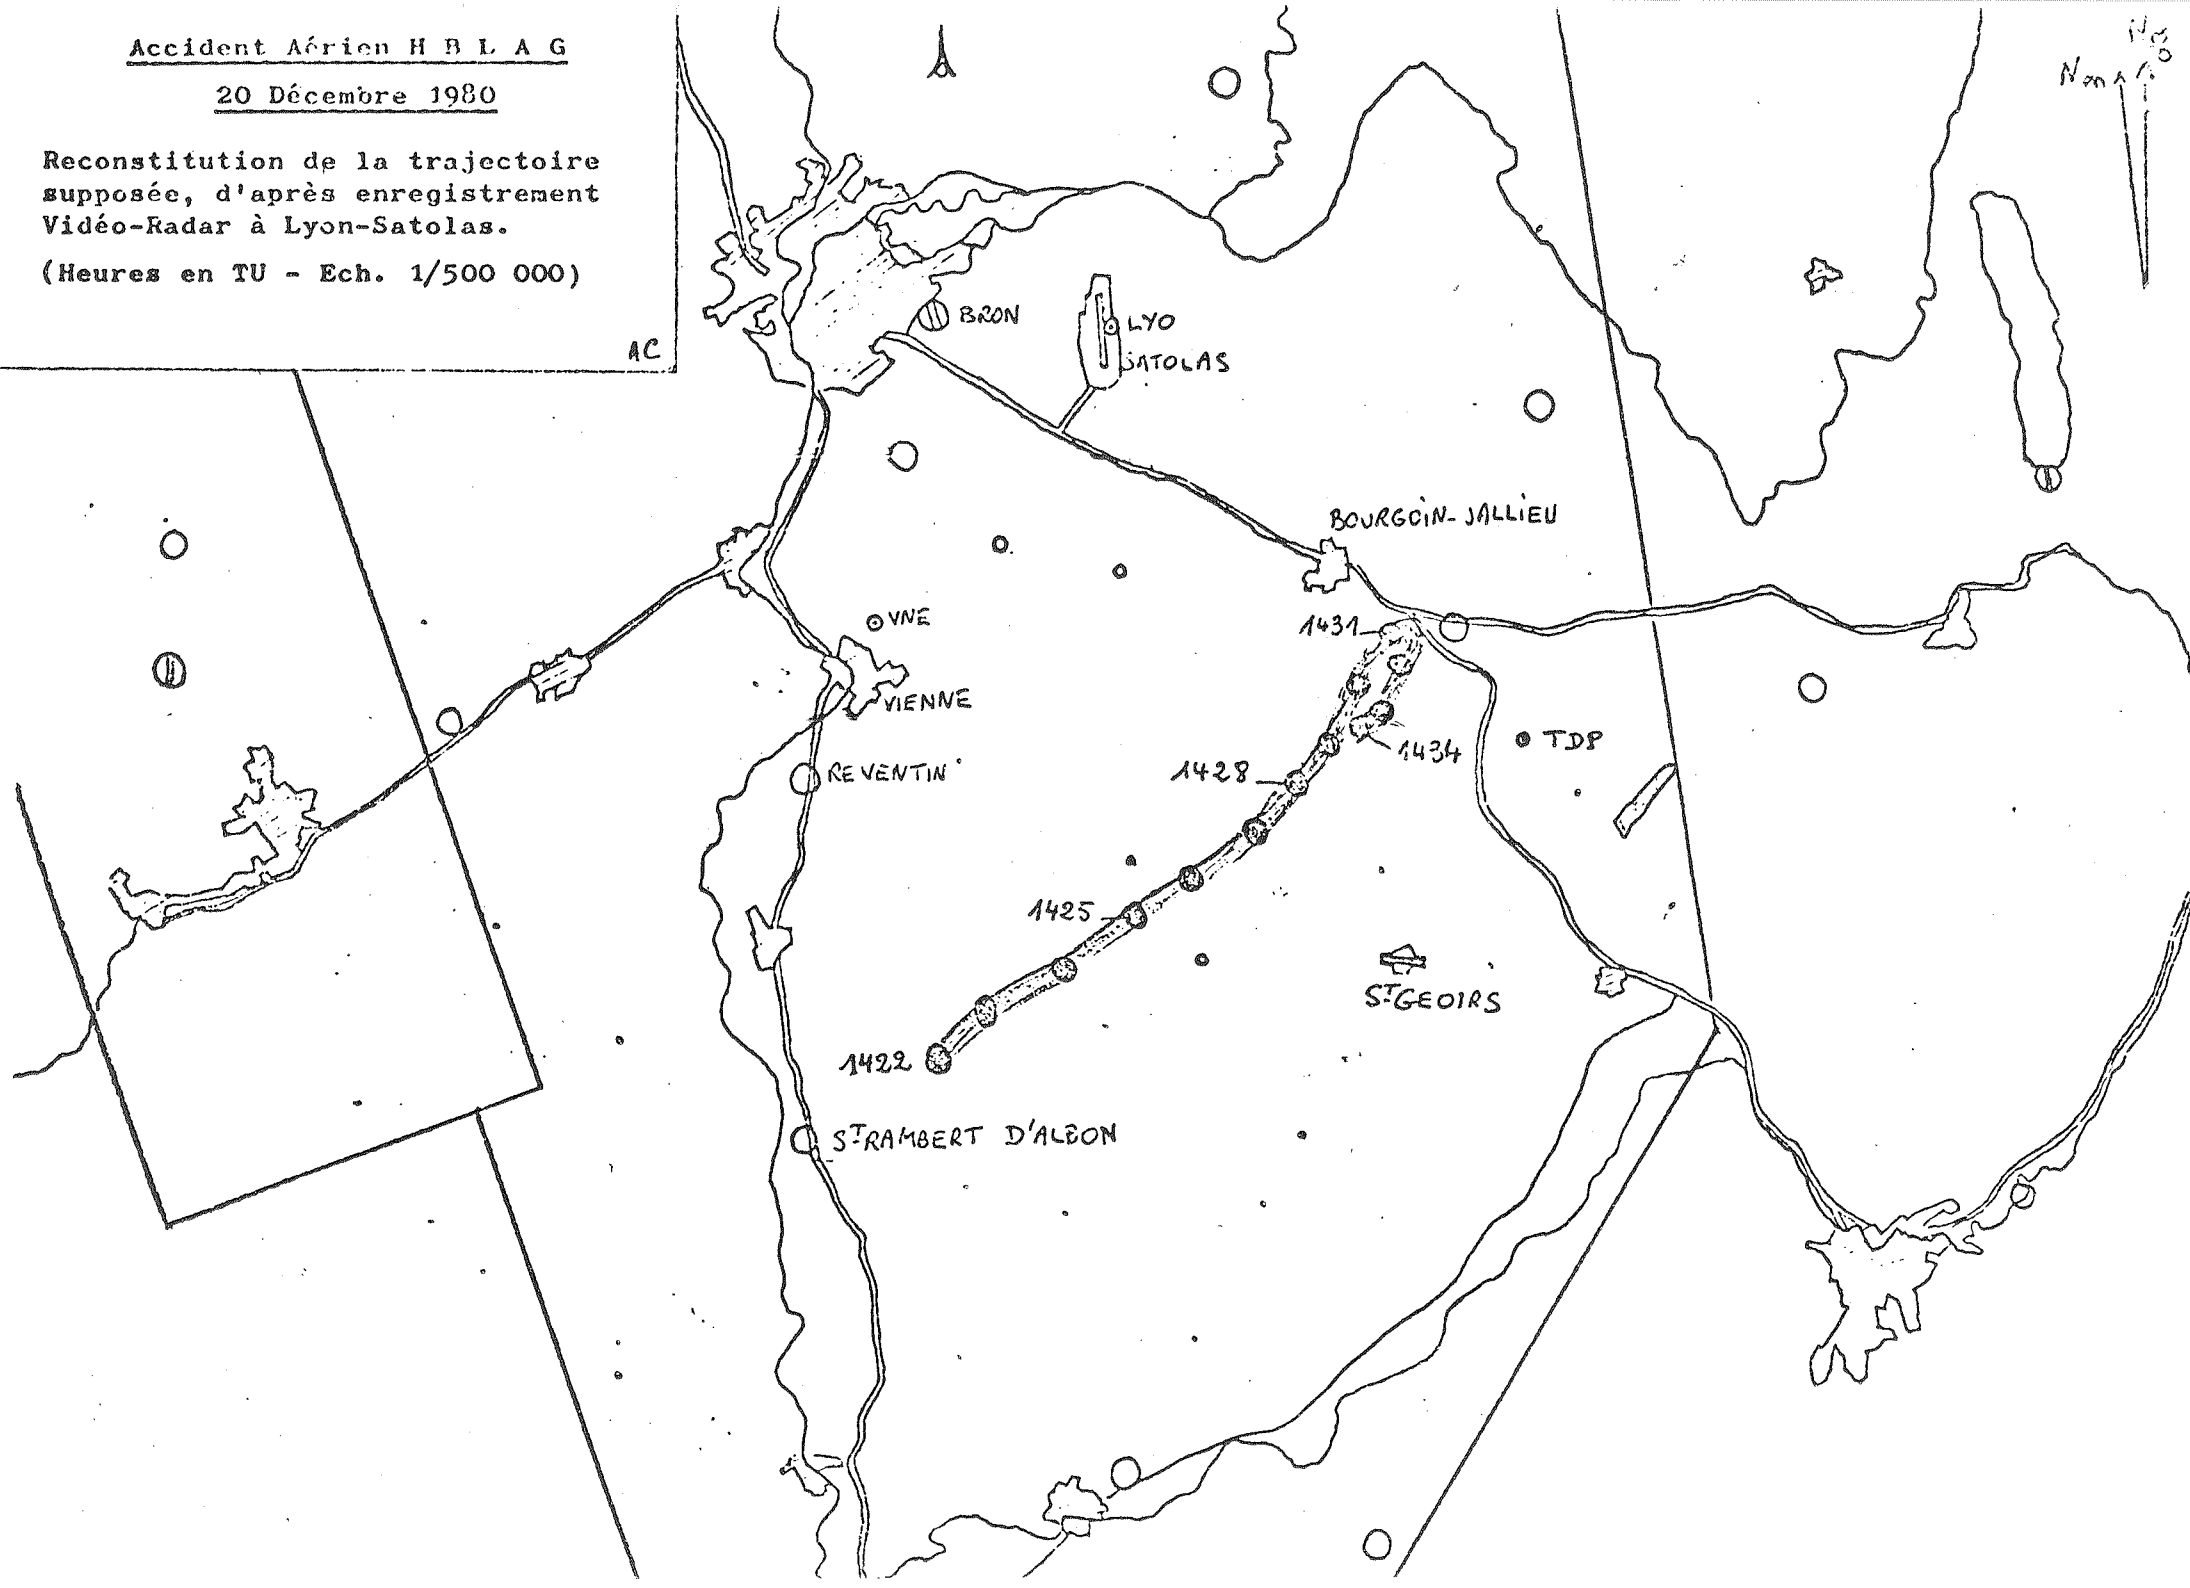 Accident Aérien H B L A G
20 Décembre 1980
Reconstitution de la trajectoire
supposée, d'après enregistrement
Vidéo-Radar à Lyon-Satolas.
(Heures en TU - Ech. 1/500 000)
AC
BRON
LYO
SATOLAS
BOURGOIN-JALLIEU
VNE
1431
VIENNE
TDP
1434
REVENTIN
1428
1425
ST GEOIRS
1422
ST RAMBERT D'ALBON